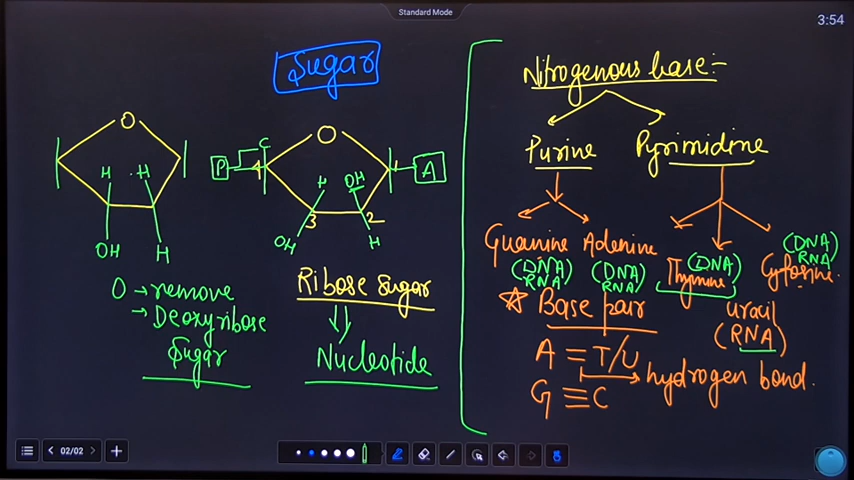 Standard Mode
3:54
Sugar
O
H H
OH H
O → remove
→ Deoxyribose
Sugar
P C O
4 1 A
H OH
3 2
OH H
Ribose Sugar
Nucleotide
Nitrogenous base:-
Purine Pyrimidine
Guanine Adenine Thymine (DNA) Cytosine
(DNA) (DNA) (DNA)
RNA RNA RNA
Uracil
(RNA)
☆ Base pair
A = T/U
→ hydrogen bond.
G ≡ C
02/02